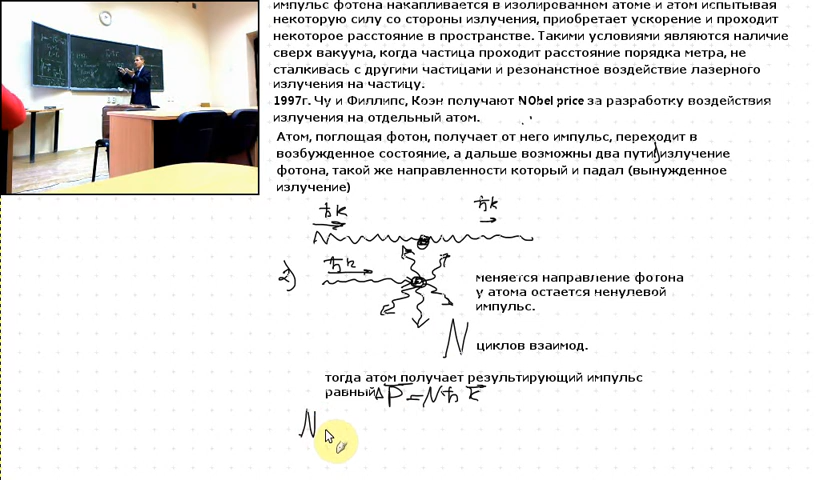 импульс фотона накапливается в изолированном атоме и атом испытывая
некоторую силу со стороны излучения, приобретает ускорение и проходит
некоторое расстояние в пространстве. Такими условиями являются наличие
сверх вакуума, когда частица проходит расстояние порядка метра, не
сталкивась с другими частицами и резонанстное воздействие лазерного
излучения на частицу.
1997г. Чу и Филлипс, Коэн получают NObel price за разработку воздействия
излучения на отдельный атом.
Атом, поглощая фотон, получает от него импульс, переходит в
возбужденное состояние, а дальше возможны два пути1)излучение
фотона, такой же направленности который и падал (вынужденное
излучение)
ħk ħk
2) ħk
меняется направление фотона
у атома остается ненулевой
импульс.
N циклов взаимод.
тогда атом получает результирующий импульс
равный ΔP = Nħk
N